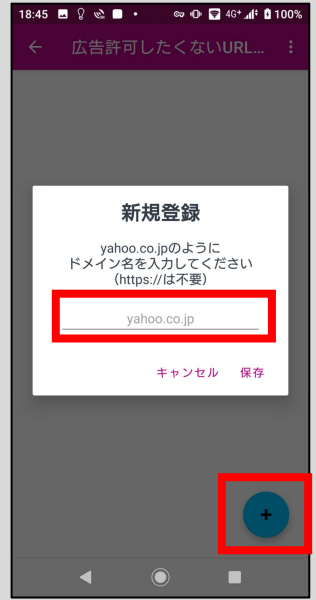 18:45 4G+ 100%
広告許可したくないURL...
新規登録
yahoo.co.jpのように
ドメイン名を入力してください
（https://は不要）
yahoo.co.jp
キャンセル 保存
+